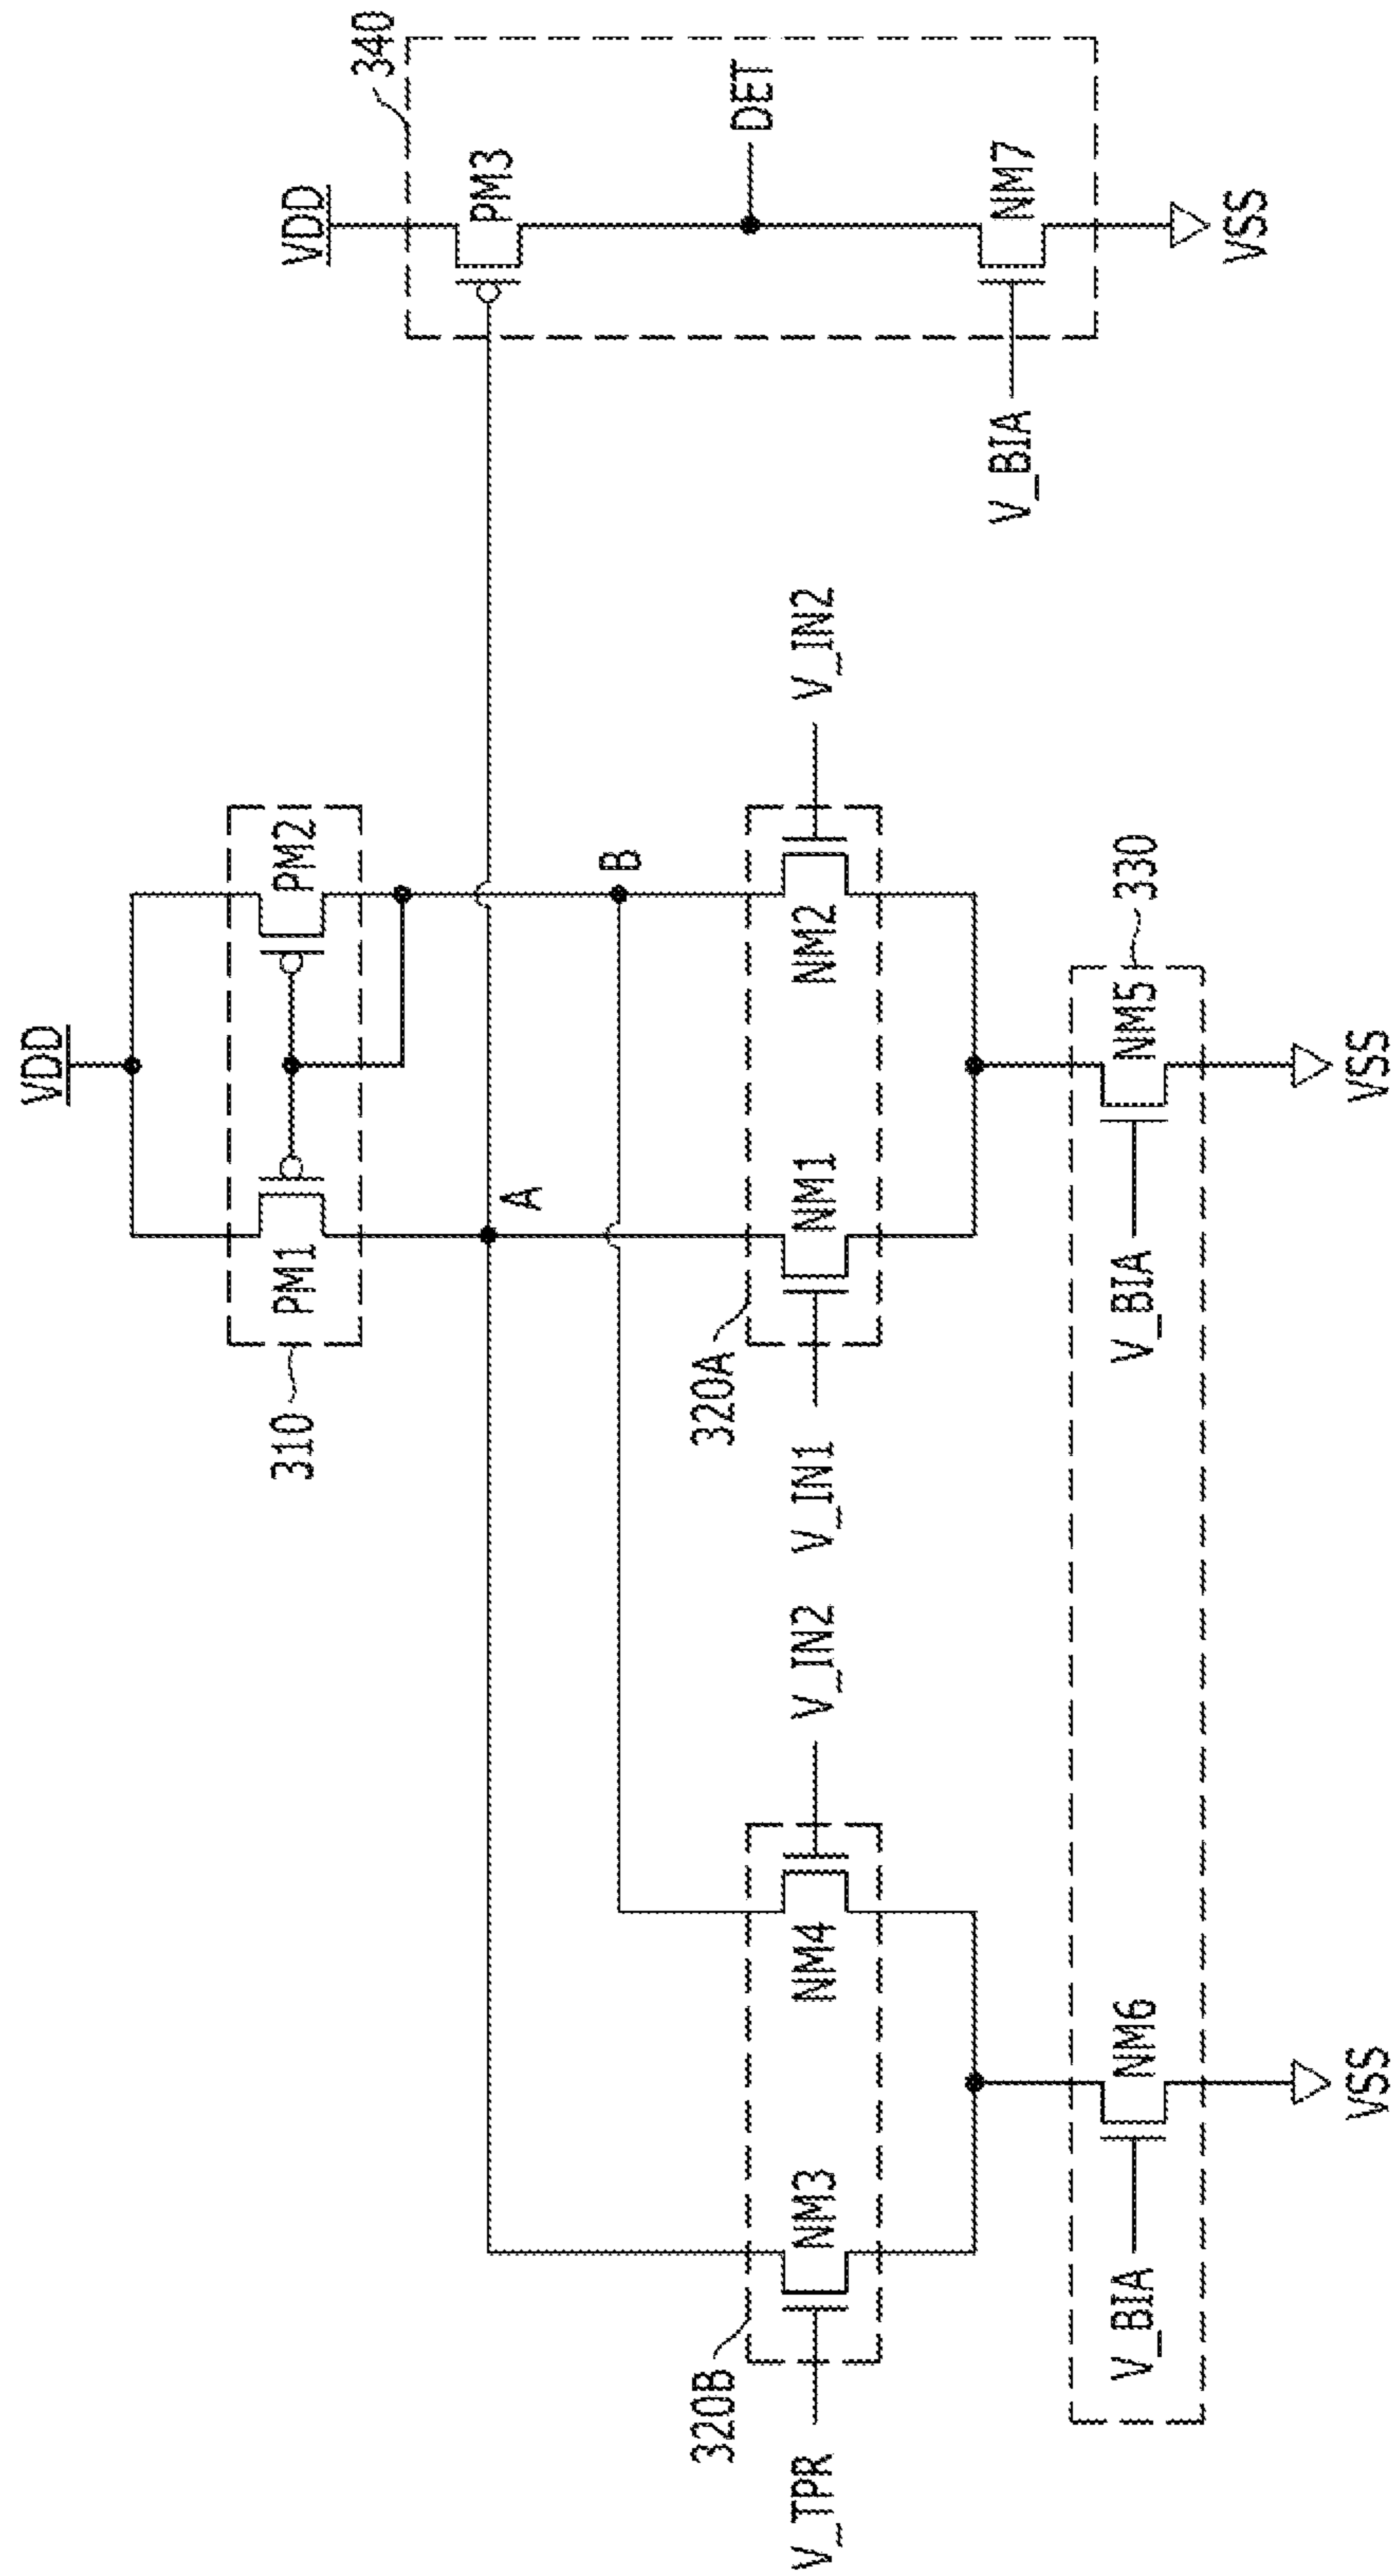 VDD
310
PM1
PM2
A
B
320B
V_TPR
NM3
NM4
V_IN2
320A
V_IN1
NM1
NM2
V_IN2
V_BIA
NM6
VSS
V_BIA
NM5
330
VSS
340
VDD
PM3
DET
V_BIA
NM7
VSS